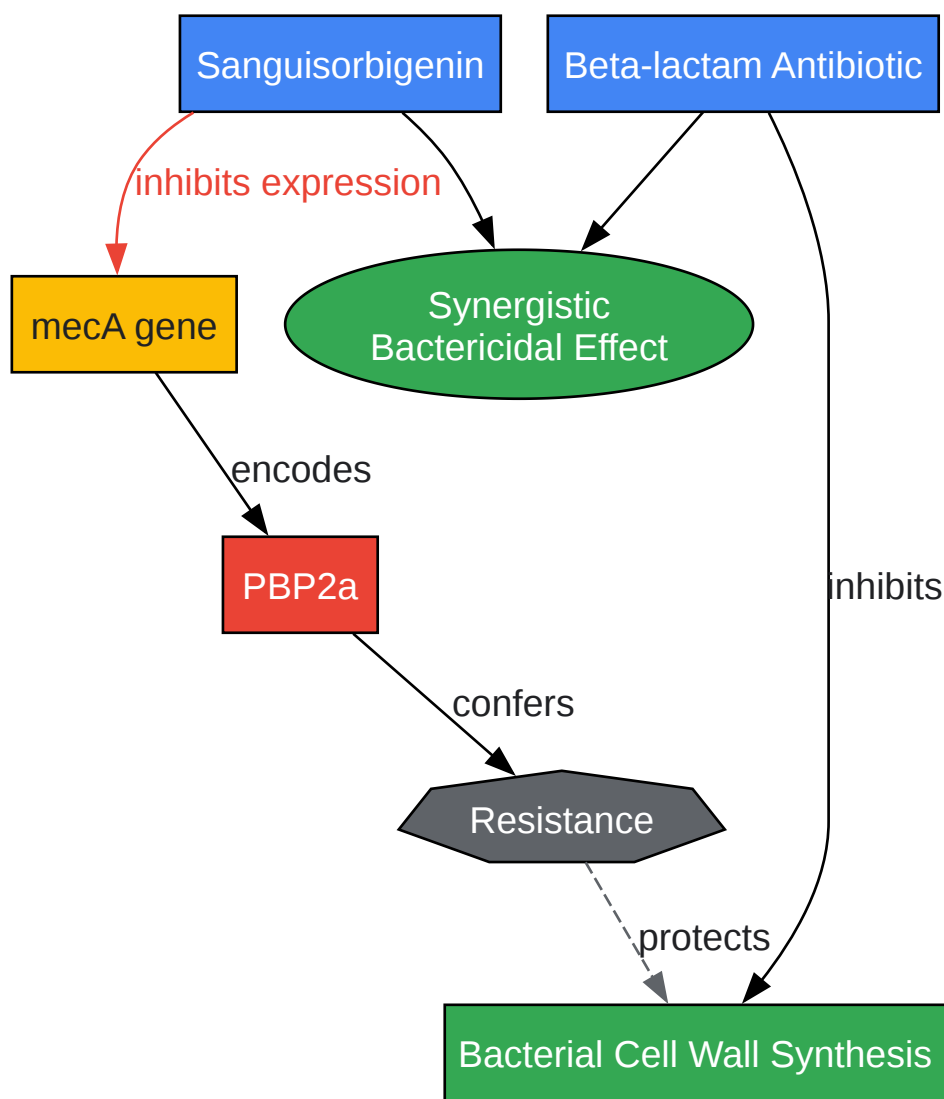 Sanguisorbigenin
Beta-lactam Antibiotic
inhibits expression
mecA gene
Synergistic
Bactericidal Effect
encodes
PBP2a
inhibits
confers
Resistance
protects
Bacterial Cell Wall Synthesis